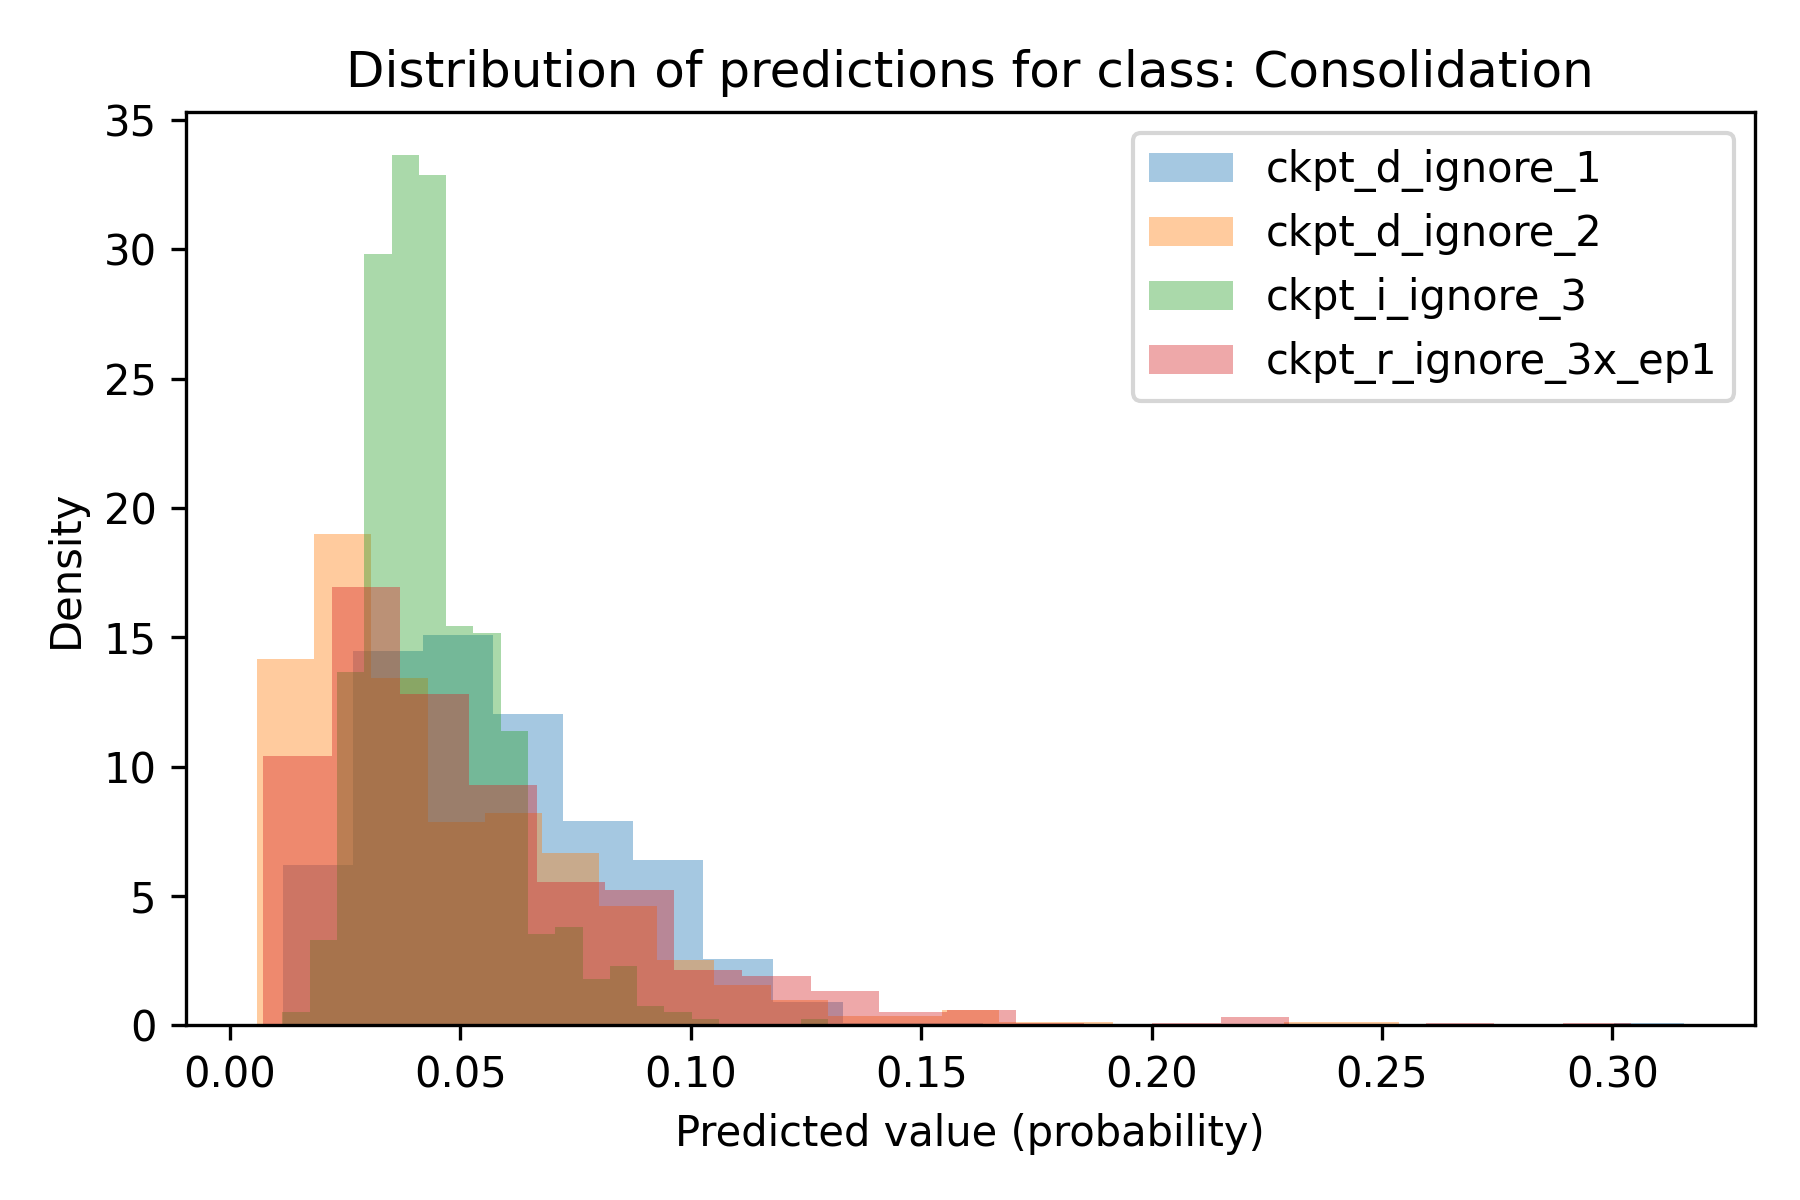 Distribution of predictions for class: Consolidation
35
30
25
20
15
10
5
0
Density
ckpt_d_ignore_1
ckpt_d_ignore_2
ckpt_i_ignore_3
ckpt_r_ignore_3x_ep1
0.00 0.05 0.10 0.15 0.20 0.25 0.30
Predicted value (probability)